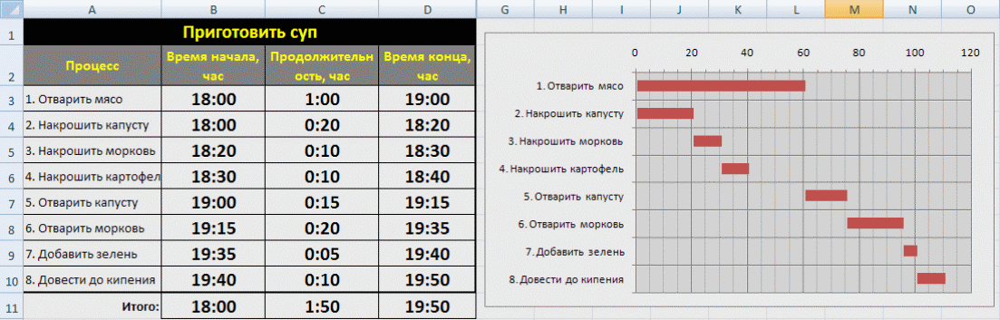 A B C D G H I J K L M N O
1 Приготовить суп
2 Процесс Время начала, час Продолжительн ость, час Время конца, час
3 1. Отварить мясо 18:00 1:00 19:00
4 2. Накрошить капусту 18:00 0:20 18:20
5 3. Накрошить морковь 18:20 0:10 18:30
6 4. Накрошить картофел 18:30 0:10 18:40
7 5. Отварить капусту 19:00 0:15 19:15
8 6. Отварить морковь 19:15 0:20 19:35
9 7. Добавить зелень 19:35 0:05 19:40
10 8. Довести до кипения 19:40 0:10 19:50
11 Итого: 18:00 1:50 19:50
0 20 40 60 80 100 120
1. Отварить мясо
2. Накрошить капусту
3. Накрошить морковь
4. Накрошить картофель
5. Отварить капусту
6. Отварить морковь
7. Добавить зелень
8. Довести до кипения